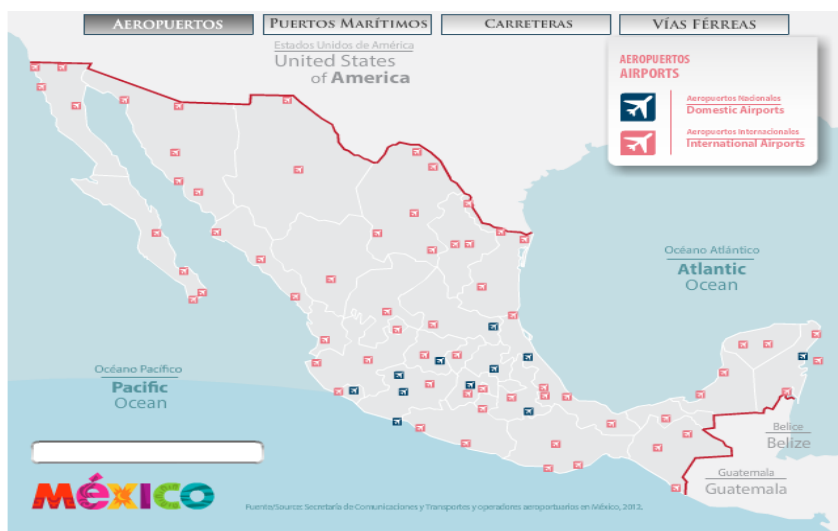 AEROPUERTOS
PUERTOS MARÍTIMOS
CARRETERAS
VÍAS FÉRREAS
Estados Unidos de América
United States
of America
AEROPUERTOS
AIRPORTS
Aeropuertos Nacionales
Domestic Airports
Aeropuertos Internacionales
International Airports
Océano Atlántico
Atlantic
Ocean
Océano Pacífico
Pacific
Ocean
Belice
Belize
Guatemala
Guatemala
MéXICO
Fuente/Source: Secretaría de Comunicaciones y Transportes y operadores aeroportuarios en México, 2012.